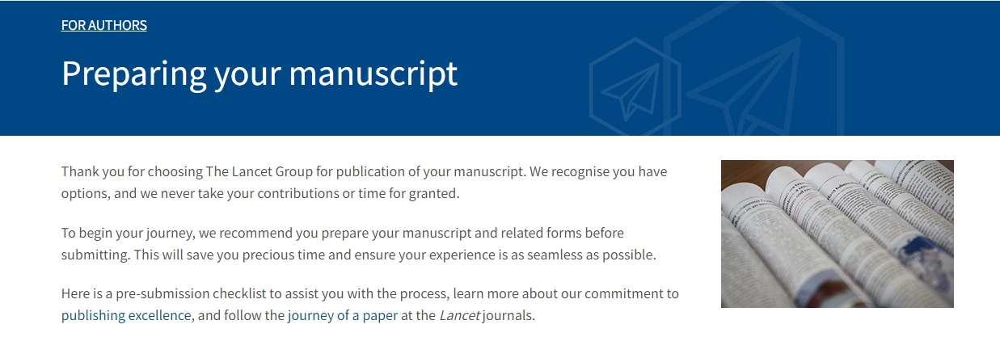 FOR AUTHORS
Preparing your manuscript
Thank you for choosing The Lancet Group for publication of your manuscript. We recognise you have
options, and we never take your contributions or time for granted.
To begin your journey, we recommend you prepare your manuscript and related forms before
submitting. This will save you precious time and ensure your experience is as seamless as possible.
Here is a pre-submission checklist to assist you with the process, learn more about our commitment to
publishing excellence, and follow the journey of a paper at the Lancet journals.